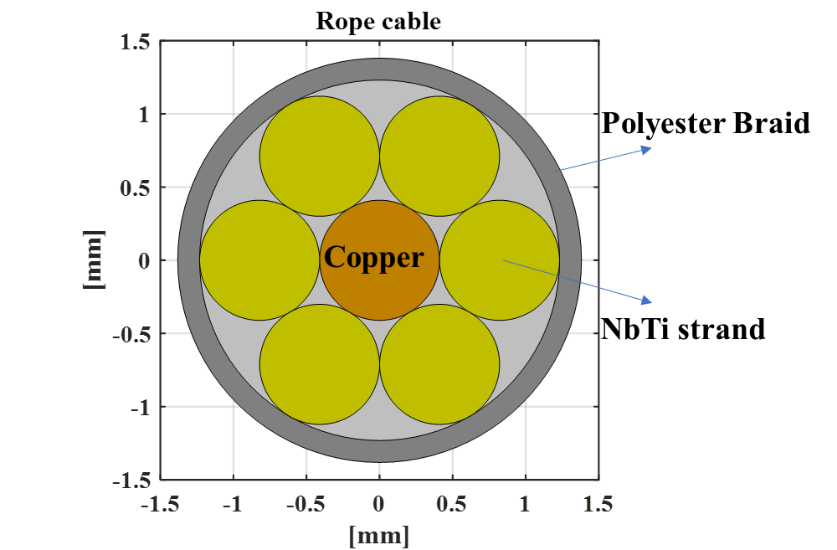 Rope cable
1.5
1
0.5
0
-0.5
-1
-1.5
[mm]
Polyester Braid
Copper
NbTi strand
-1.5 -1 -0.5 0 0.5 1 1.5
[mm]